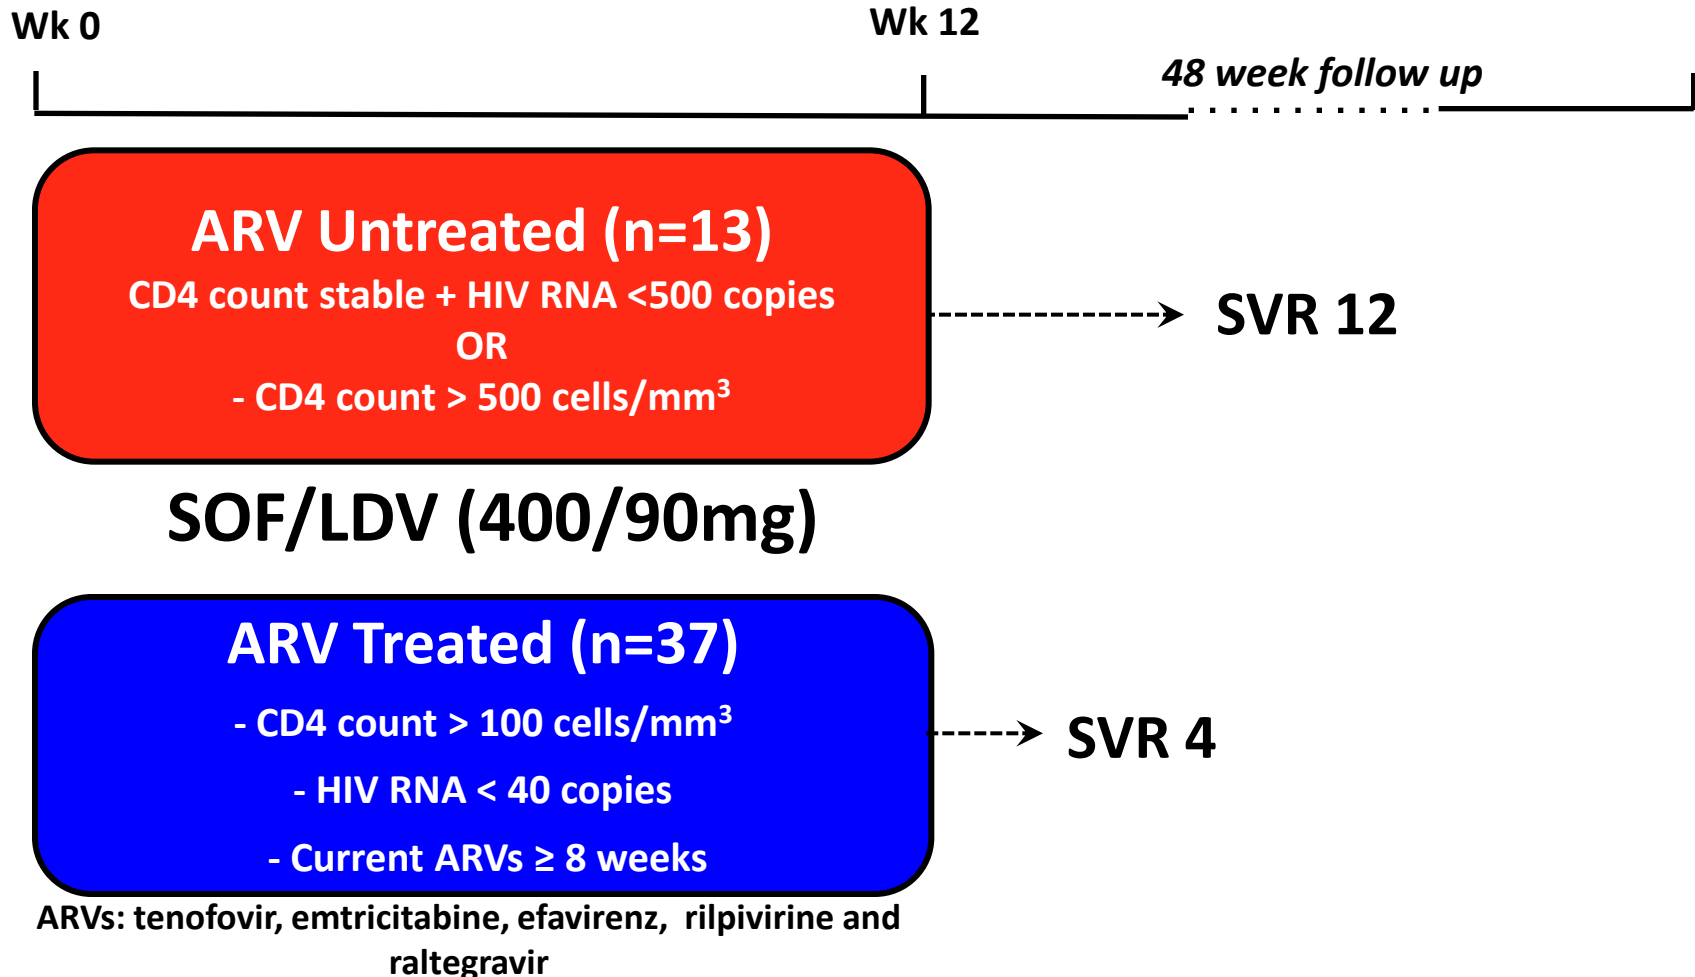 Wk 0
Wk 12
48 week follow up
ARV Untreated (n=13)
CD4 count stable + HIV RNA <500 copies
OR
- CD4 count > 500 cells/mm³
SVR 12
SOF/LDV (400/90mg)
ARV Treated (n=37)
- CD4 count > 100 cells/mm³
- HIV RNA < 40 copies
- Current ARVs ≥ 8 weeks
SVR 4
ARVs: tenofovir, emtricitabine, efavirenz,  rilpivirine and
raltegravir